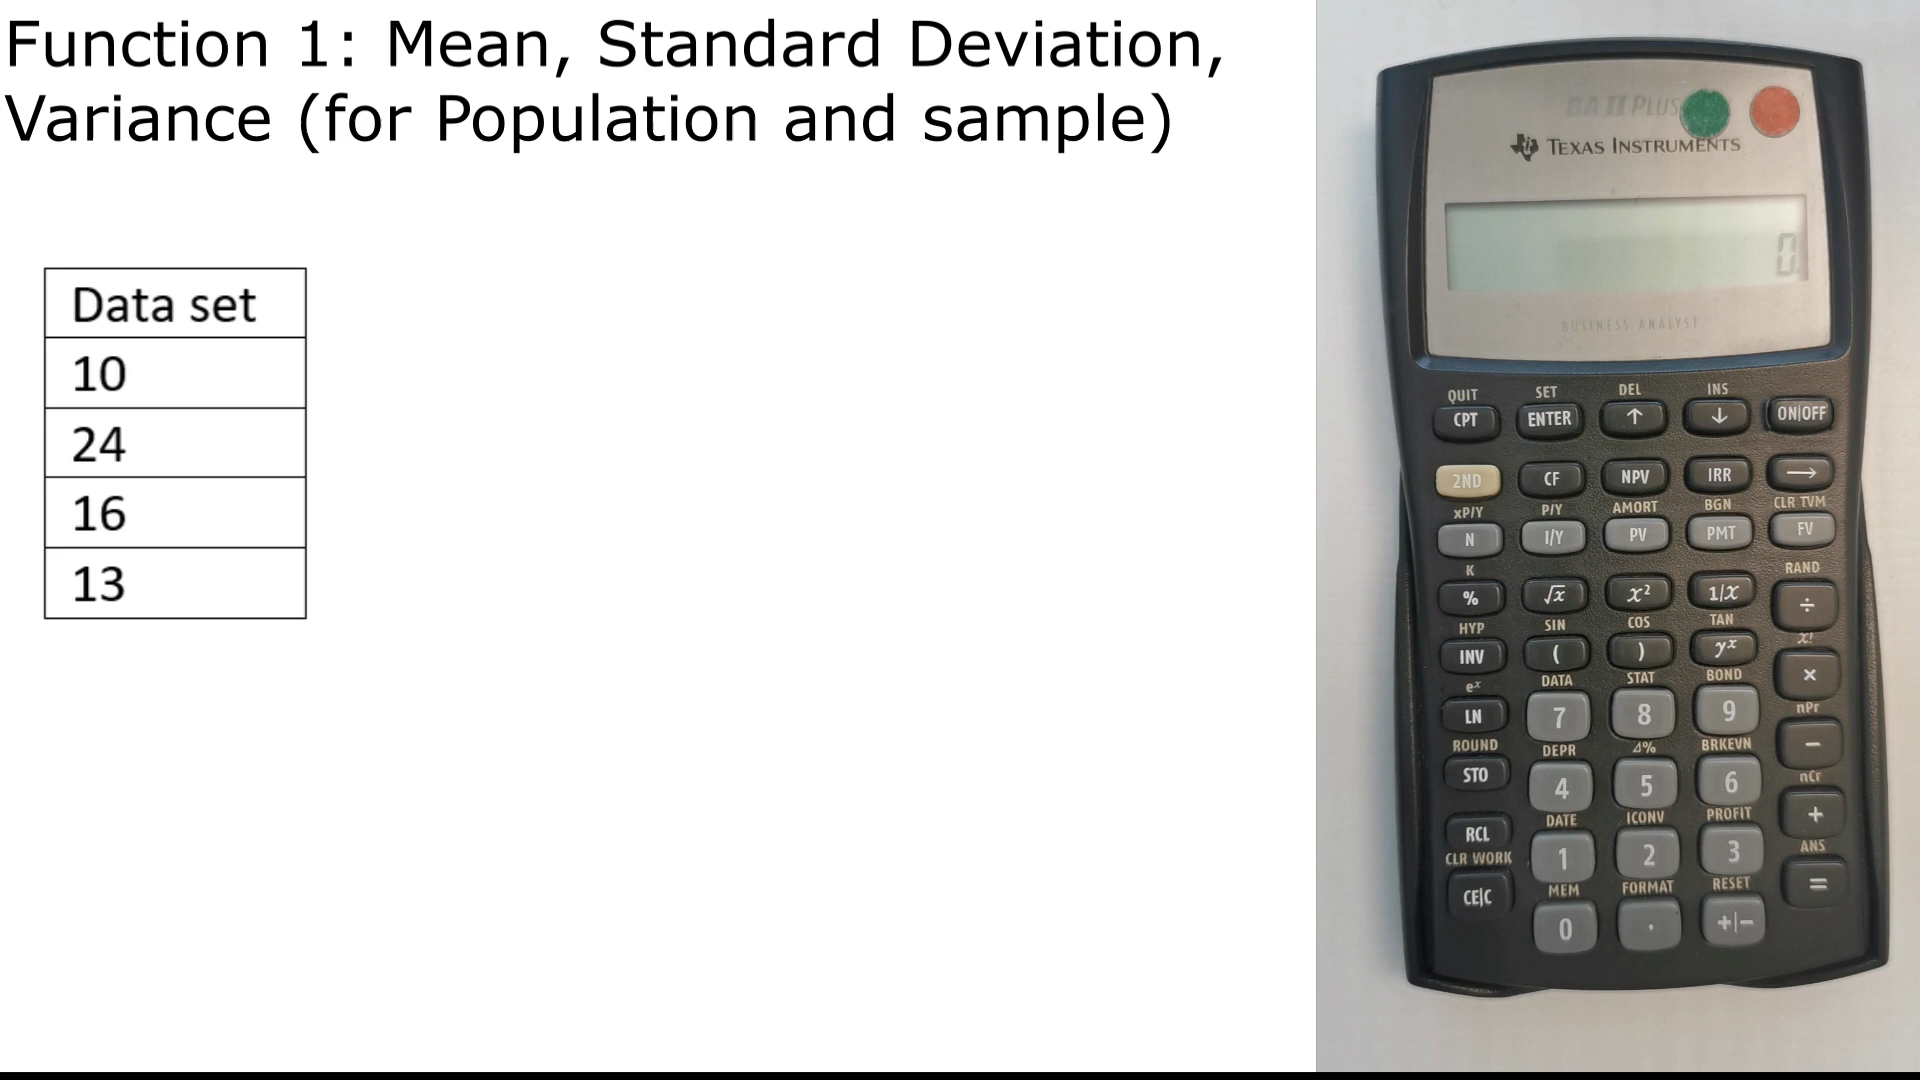 Function 1: Mean, Standard Deviation,
Variance (for Population and sample)
Data set
10
24
16
13
BA II PLUS
TEXAS INSTRUMENTS
0.
BUSINESS ANALYST
QUIT SET DEL INS
CPT ENTER ↑ ↓ ON|OFF
2ND CF NPV IRR →
xP/Y P/Y AMORT BGN CLR TVM
N I/Y PV PMT FV
K RAND
% √x x² 1/x ÷
HYP SIN COS TAN x!
INV ( ) yˣ ×
eˣ DATA STAT BOND nPr
LN 7 8 9 −
ROUND DEPR Δ% BRKEVN nCr
STO 4 5 6 +
DATE ICONV PROFIT ANS
RCL 1 2 3 =
CLR WORK MEM FORMAT RESET
CE|C 0 . +|−